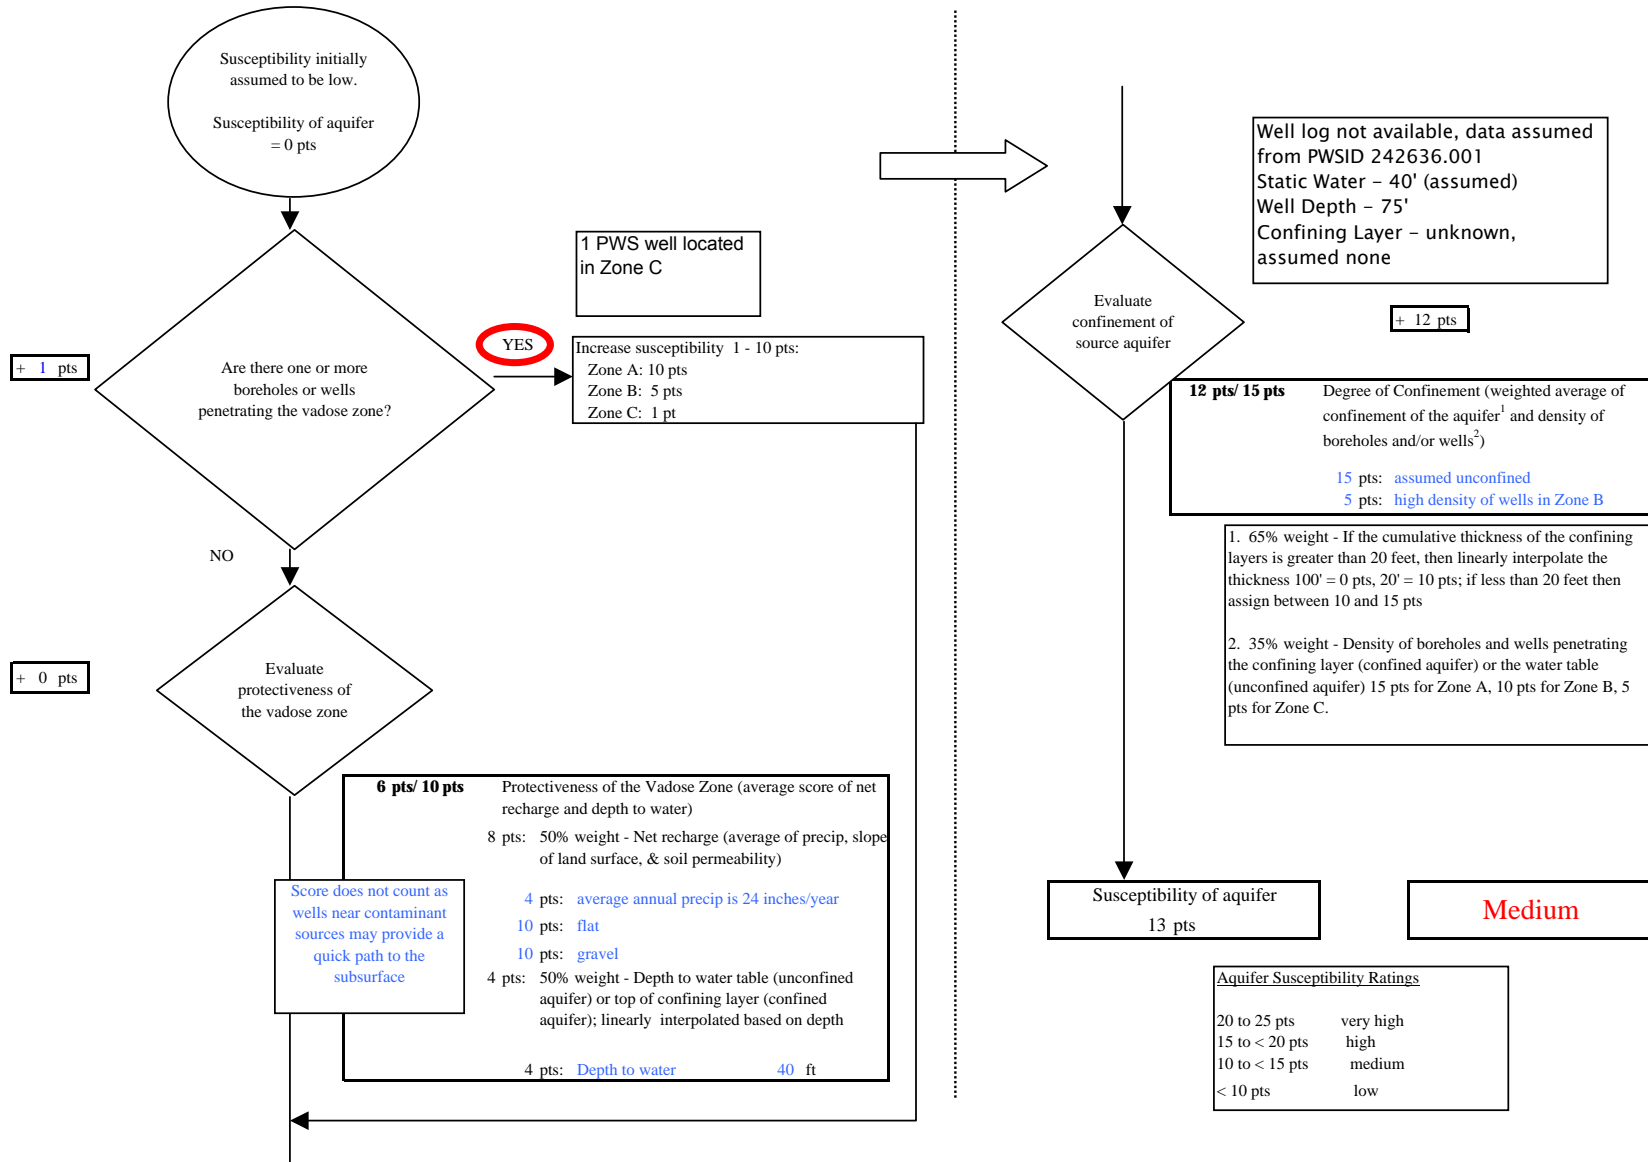 Susceptibility initially
assumed to be low.
Susceptibility of aquifer
= 0 pts
1 PWS well located
in Zone C
+ 1 pts
Are there one or more
boreholes or wells
penetrating the vadose zone?
YES
Increase susceptibility 1 - 10 pts:
Zone A: 10 pts
Zone B: 5 pts
Zone C: 1 pt
NO
+ 0 pts
Evaluate
protectiveness of
the vadose zone
6 pts/ 10 pts Protectiveness of the Vadose Zone (average score of net
recharge and depth to water)
8 pts: 50% weight - Net recharge (average of precip, slope
of land surface, & soil permeability)
4 pts: average annual precip is 24 inches/year
10 pts: flat
10 pts: gravel
4 pts: 50% weight - Depth to water table (unconfined
aquifer) or top of confining layer (confined
aquifer); linearly interpolated based on depth
4 pts: Depth to water 40 ft
Score does not count as
wells near contaminant
sources may provide a
quick path to the
subsurface
Well log not available, data assumed
from PWSID 242636.001
Static Water – 40' (assumed)
Well Depth – 75'
Confining Layer – unknown,
assumed none
Evaluate
confinement of
source aquifer
+ 12 pts
12 pts/ 15 pts Degree of Confinement (weighted average of
confinement of the aquifer1 and density of
boreholes and/or wells2)
15 pts: assumed unconfined
5 pts: high density of wells in Zone B
1. 65% weight - If the cumulative thickness of the confining
layers is greater than 20 feet, then linearly interpolate the
thickness 100' = 0 pts, 20' = 10 pts; if less than 20 feet then
assign between 10 and 15 pts
2. 35% weight - Density of boreholes and wells penetrating
the confining layer (confined aquifer) or the water table
(unconfined aquifer) 15 pts for Zone A, 10 pts for Zone B, 5
pts for Zone C.
Susceptibility of aquifer
13 pts
Medium
Aquifer Susceptibility Ratings
20 to 25 pts very high
15 to < 20 pts high
10 to < 15 pts medium
< 10 pts low